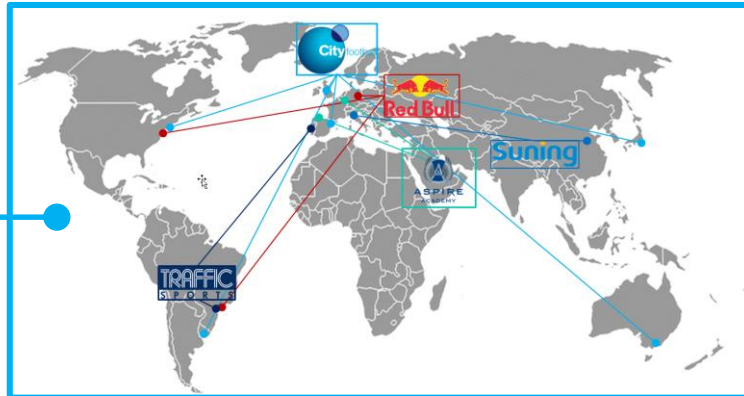 City football
Red Bull
Suning
ASPIRE
ACADEMY
TRAFFIC
SPORTS